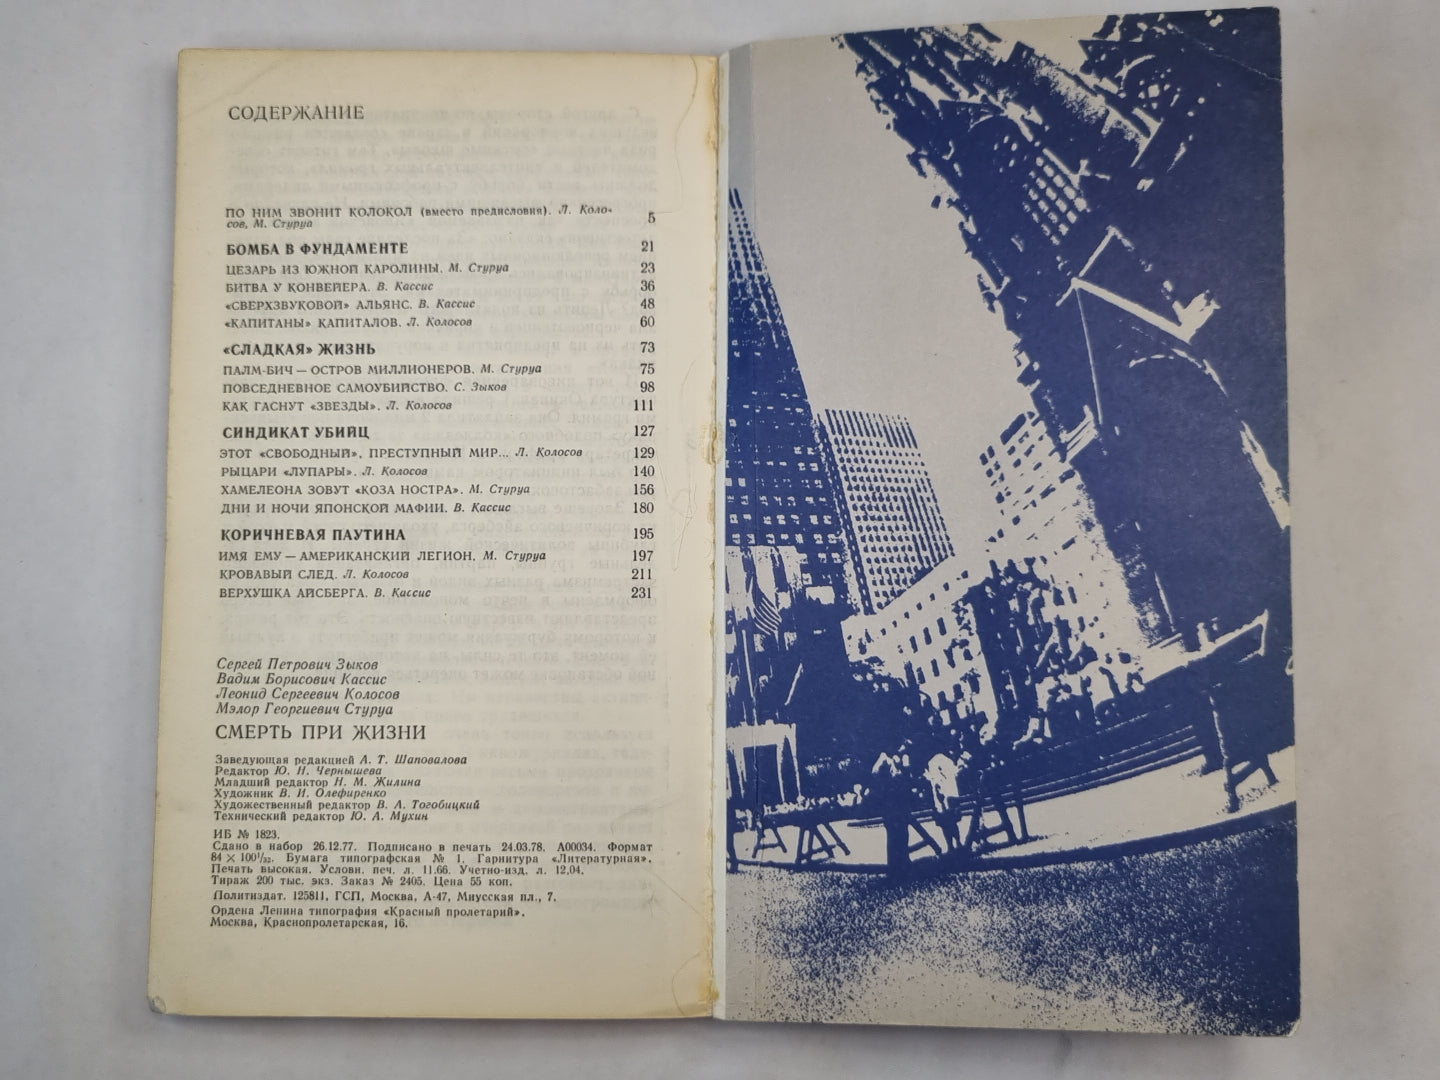 СОДЕРЖАНИЕ
ПО НИМ ЗВОНИТ КОЛОКОЛ (вместо предисловия). Л. Коло-
сов, М. Стуруа 5
БОМБА В ФУНДАМЕНТЕ 21
ЦЕЗАРЬ ИЗ ЮЖНОЙ КАРОЛИНЫ. М. Стуруа 23
БИТВА У КОНВЕЙЕРА. В. Кассис 36
«СВЕРХЗВУКОВОЙ» АЛЬЯНС. В. Кассис 48
«КАПИТАНЫ» КАПИТАЛОВ. Л. Колосов 60
«СЛАДКАЯ» ЖИЗНЬ 73
ПАЛМ-БИЧ — ОСТРОВ МИЛЛИОНЕРОВ. М. Стуруа 75
ПОВСЕДНЕВНОЕ САМОУБИЙСТВО. С. Зыков 98
КАК ГАСНУТ «ЗВЕЗДЫ». Л. Колосов 111
СИНДИКАТ УБИЙЦ 127
ЭТОТ «СВОБОДНЫЙ», ПРЕСТУПНЫЙ МИР... Л. Колосов 129
РЫЦАРИ «ЛУПАРЫ». Л. Колосов 140
ХАМЕЛЕОНА ЗОВУТ «КОЗА НОСТРА». М. Стуруа 156
ДНИ И НОЧИ ЯПОНСКОЙ МАФИИ. В. Кассис 180
КОРИЧНЕВАЯ ПАУТИНА 195
ИМЯ ЕМУ — АМЕРИКАНСКИЙ ЛЕГИОН. М. Стуруа 197
КРОВАВЫЙ СЛЕД. Л. Колосов 211
ВЕРХУШКА АЙСБЕРГА. В. Кассис 231
Сергей Петрович Зыков
Вадим Борисович Кассис
Леонид Сергеевич Колосов
Мэлор Георгиевич Стуруа
СМЕРТЬ ПРИ ЖИЗНИ
Заведующая редакцией А. Т. Шаповалова
Редактор Ю. Н. Чернышева
Младший редактор Н. М. Жилина
Художник В. И. Олефиренко
Художественный редактор В. А. Тогобицкий
Технический редактор Ю. А. Мухин
ИБ № 1823.
Сдано в набор 26.12.77. Подписано в печать 24.03.78. А00034. Формат
84 × 100¹/₃₂. Бумага типографская № 1. Гарнитура «Литературная».
Печать высокая. Условн. печ. л. 11,66. Учетно-изд. л. 12,04.
Тираж 200 тыс. экз. Заказ № 2405. Цена 55 коп.
Политиздат. 125811, ГСП, Москва, А-47, Миусская пл., 7.
Ордена Ленина типография «Красный пролетарий».
Москва, Краснопролетарская, 16.